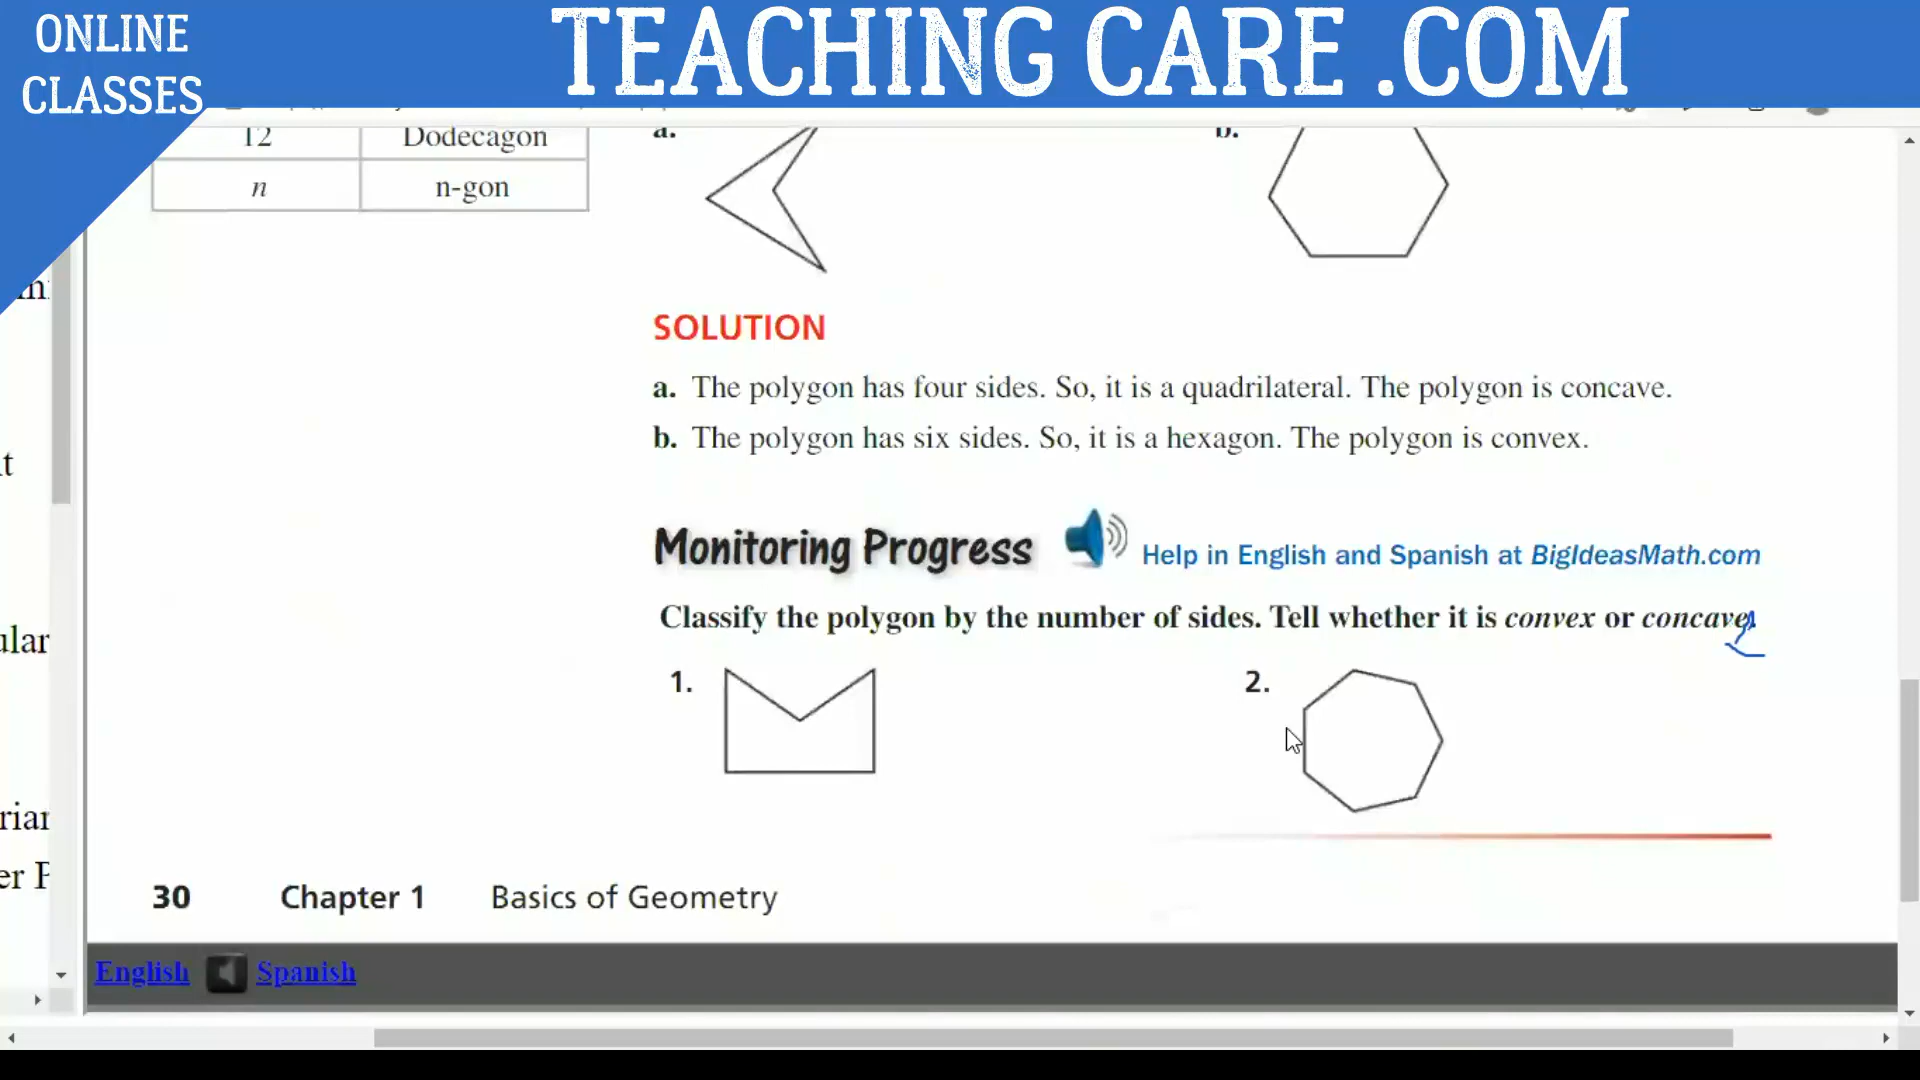 ONLINE
CLASSES
TEACHING CARE .COM
12 Dodecagon
n n-gon
a.
b.
SOLUTION
a. The polygon has four sides. So, it is a quadrilateral. The polygon is concave.
b. The polygon has six sides. So, it is a hexagon. The polygon is convex.
Monitoring Progress Help in English and Spanish at BigIdeasMath.com
Classify the polygon by the number of sides. Tell whether it is convex or concave.
1.
2.
30 Chapter 1 Basics of Geometry
English Spanish